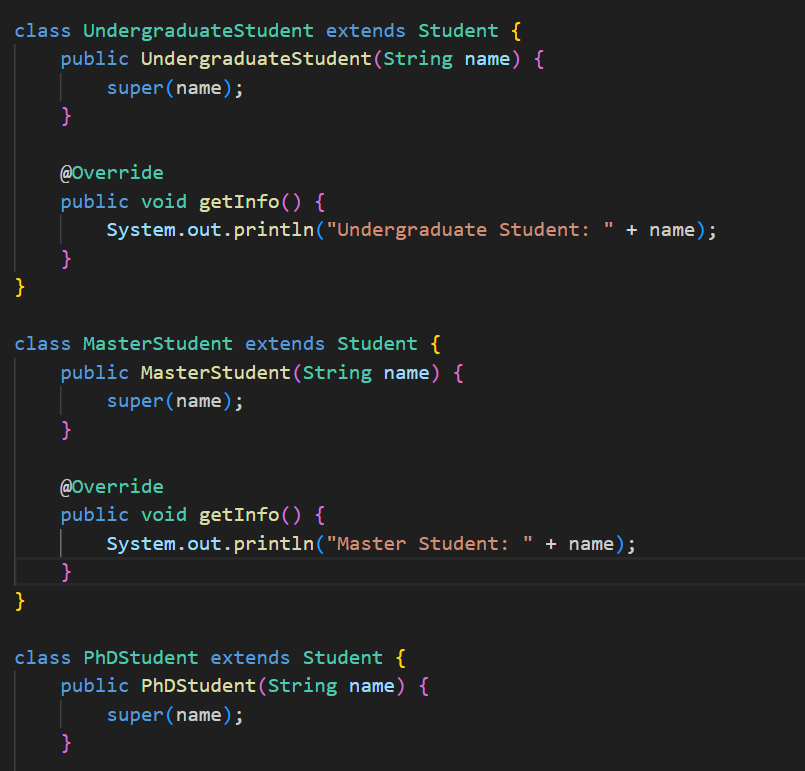 class UndergraduateStudent extends Student {
    public UndergraduateStudent(String name) {
        super(name);
    }

    @Override
    public void getInfo() {
        System.out.println("Undergraduate Student: " + name);
    }
}

class MasterStudent extends Student {
    public MasterStudent(String name) {
        super(name);
    }

    @Override
    public void getInfo() {
        System.out.println("Master Student: " + name);
    }
}

class PhDStudent extends Student {
    public PhDStudent(String name) {
        super(name);
    }